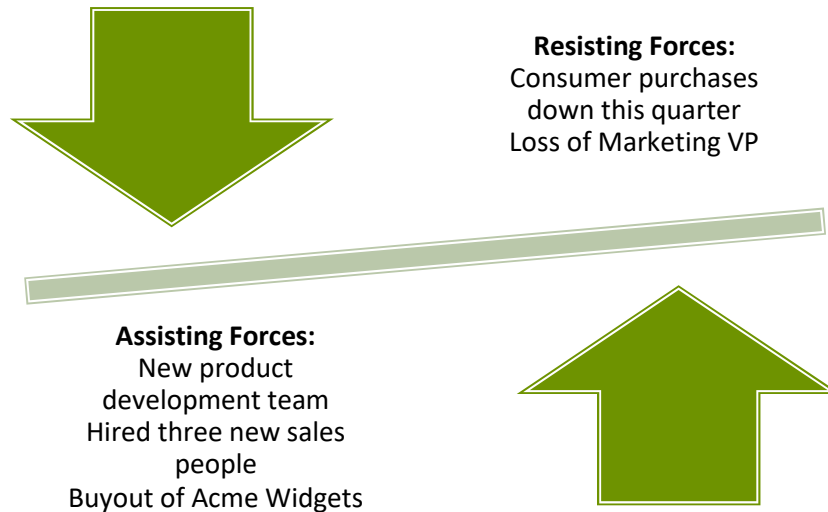 Resisting Forces:
Consumer purchases
down this quarter
Loss of Marketing VP
Assisting Forces:
New product
development team
Hired three new sales
people
Buyout of Acme Widgets